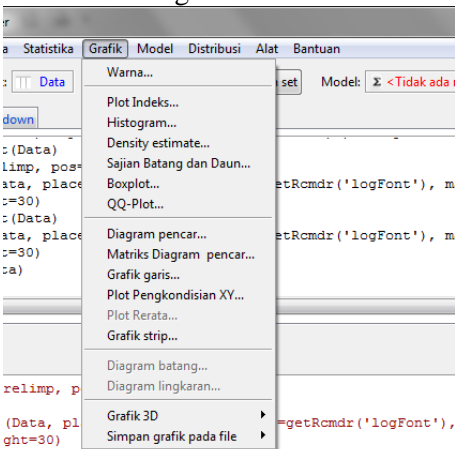 a Statistika Grafik Model Distribusi Alat Bantuan
: Data set Model: Σ <Tidak ada
down
Warna...
Plot Indeks...
Histogram...
Density estimate...
Sajian Batang dan Daun...
Boxplot...
QQ-Plot...
Diagram pencar...
Matriks Diagram pencar...
Grafik garis...
Plot Pengkondisian XY...
Plot Rerata...
Grafik strip...
Diagram batang...
Diagram lingkaran...
Grafik 3D
Simpan grafik pada file
t(Data)
limp, pos=
ata, place etRcmdr('logFont'), m
t=30)
t(Data)
ata, place etRcmdr('logFont'), m
t=30)
ta)
relimp, p
(Data, pl =getRcmdr('logFont'),
ght=30)